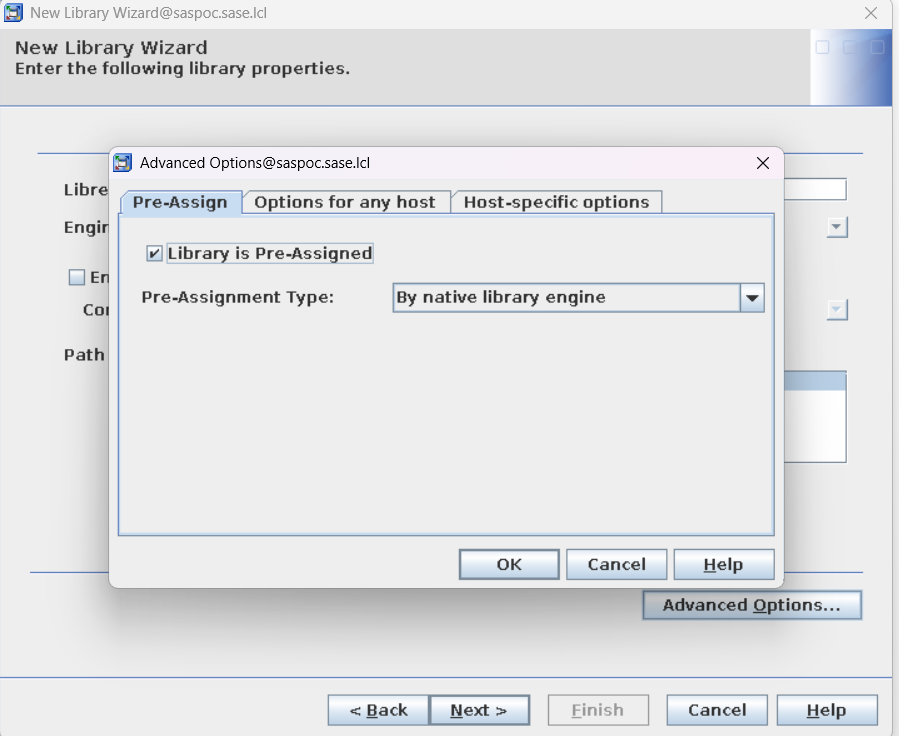 New Library Wizard@saspoc.sase.lcl
New Library Wizard
Enter the following library properties.
Advanced Options@saspoc.sase.lcl
Pre-Assign
Options for any host
Host-specific options
Libre
Library is Pre-Assigned
Engir
Pre-Assignment Type:
By native library engine
En
Path
OK
Cancel
Help
Advanced Options...
< Back
Next >
Finish
Cancel
Help